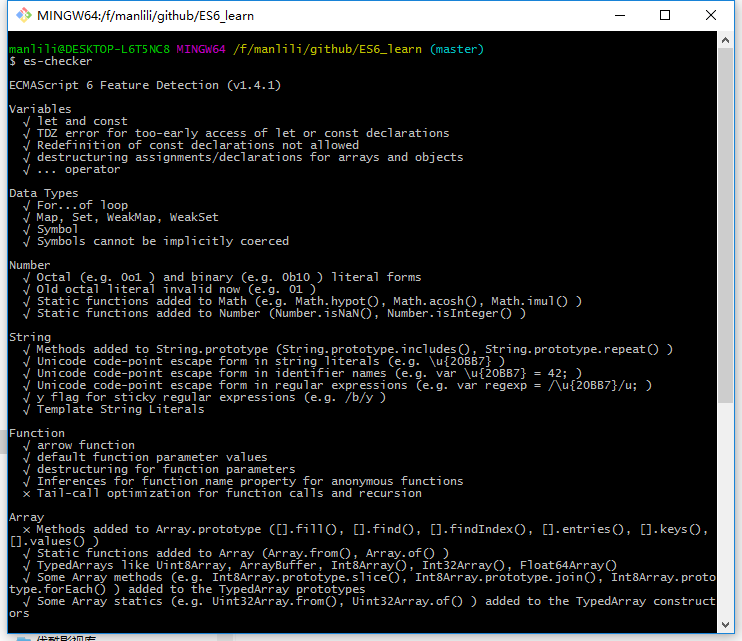 MINGW64:/f/manlili/github/ES6_learn
manlili@DESKTOP-L6T5NC8 MINGW64 /f/manlili/github/ES6_learn (master)
$ es-checker
ECMAScript 6 Feature Detection (v1.4.1)
Variables
√ let and const
√ TDZ error for too-early access of let or const declarations
√ Redefinition of const declarations not allowed
√ destructuring assignments/declarations for arrays and objects
√ ... operator
Data Types
√ For...of loop
√ Map, Set, WeakMap, WeakSet
√ Symbol
√ Symbols cannot be implicitly coerced
Number
√ Octal (e.g. 0o1 ) and binary (e.g. 0b10 ) literal forms
√ Old octal literal invalid now (e.g. 01 )
√ Static functions added to Math (e.g. Math.hypot(), Math.acosh(), Math.imul() )
√ Static functions added to Number (Number.isNaN(), Number.isInteger() )
String
√ Methods added to String.prototype (String.prototype.includes(), String.prototype.repeat() )
√ Unicode code-point escape form in string literals (e.g. \u{20BB7} )
√ Unicode code-point escape form in identifier names (e.g. var \u{20BB7} = 42; )
√ Unicode code-point escape form in regular expressions (e.g. var regexp = /\u{20BB7}/u; )
√ y flag for sticky regular expressions (e.g. /b/y )
√ Template String Literals
Function
√ arrow function
√ default function parameter values
√ destructuring for function parameters
√ Inferences for function name property for anonymous functions
× Tail-call optimization for function calls and recursion
Array
× Methods added to Array.prototype ([].fill(), [].find(), [].findIndex(), [].entries(), [].keys(),
[].values() )
√ Static functions added to Array (Array.from(), Array.of() )
√ TypedArrays like Uint8Array, ArrayBuffer, Int8Array(), Int32Array(), Float64Array()
√ Some Array methods (e.g. Int8Array.prototype.slice(), Int8Array.prototype.join(), Int8Array.proto
type.forEach() ) added to the TypedArray prototypes
√ Some Array statics (e.g. Uint32Array.from(), Uint32Array.of() ) added to the TypedArray construct
ors